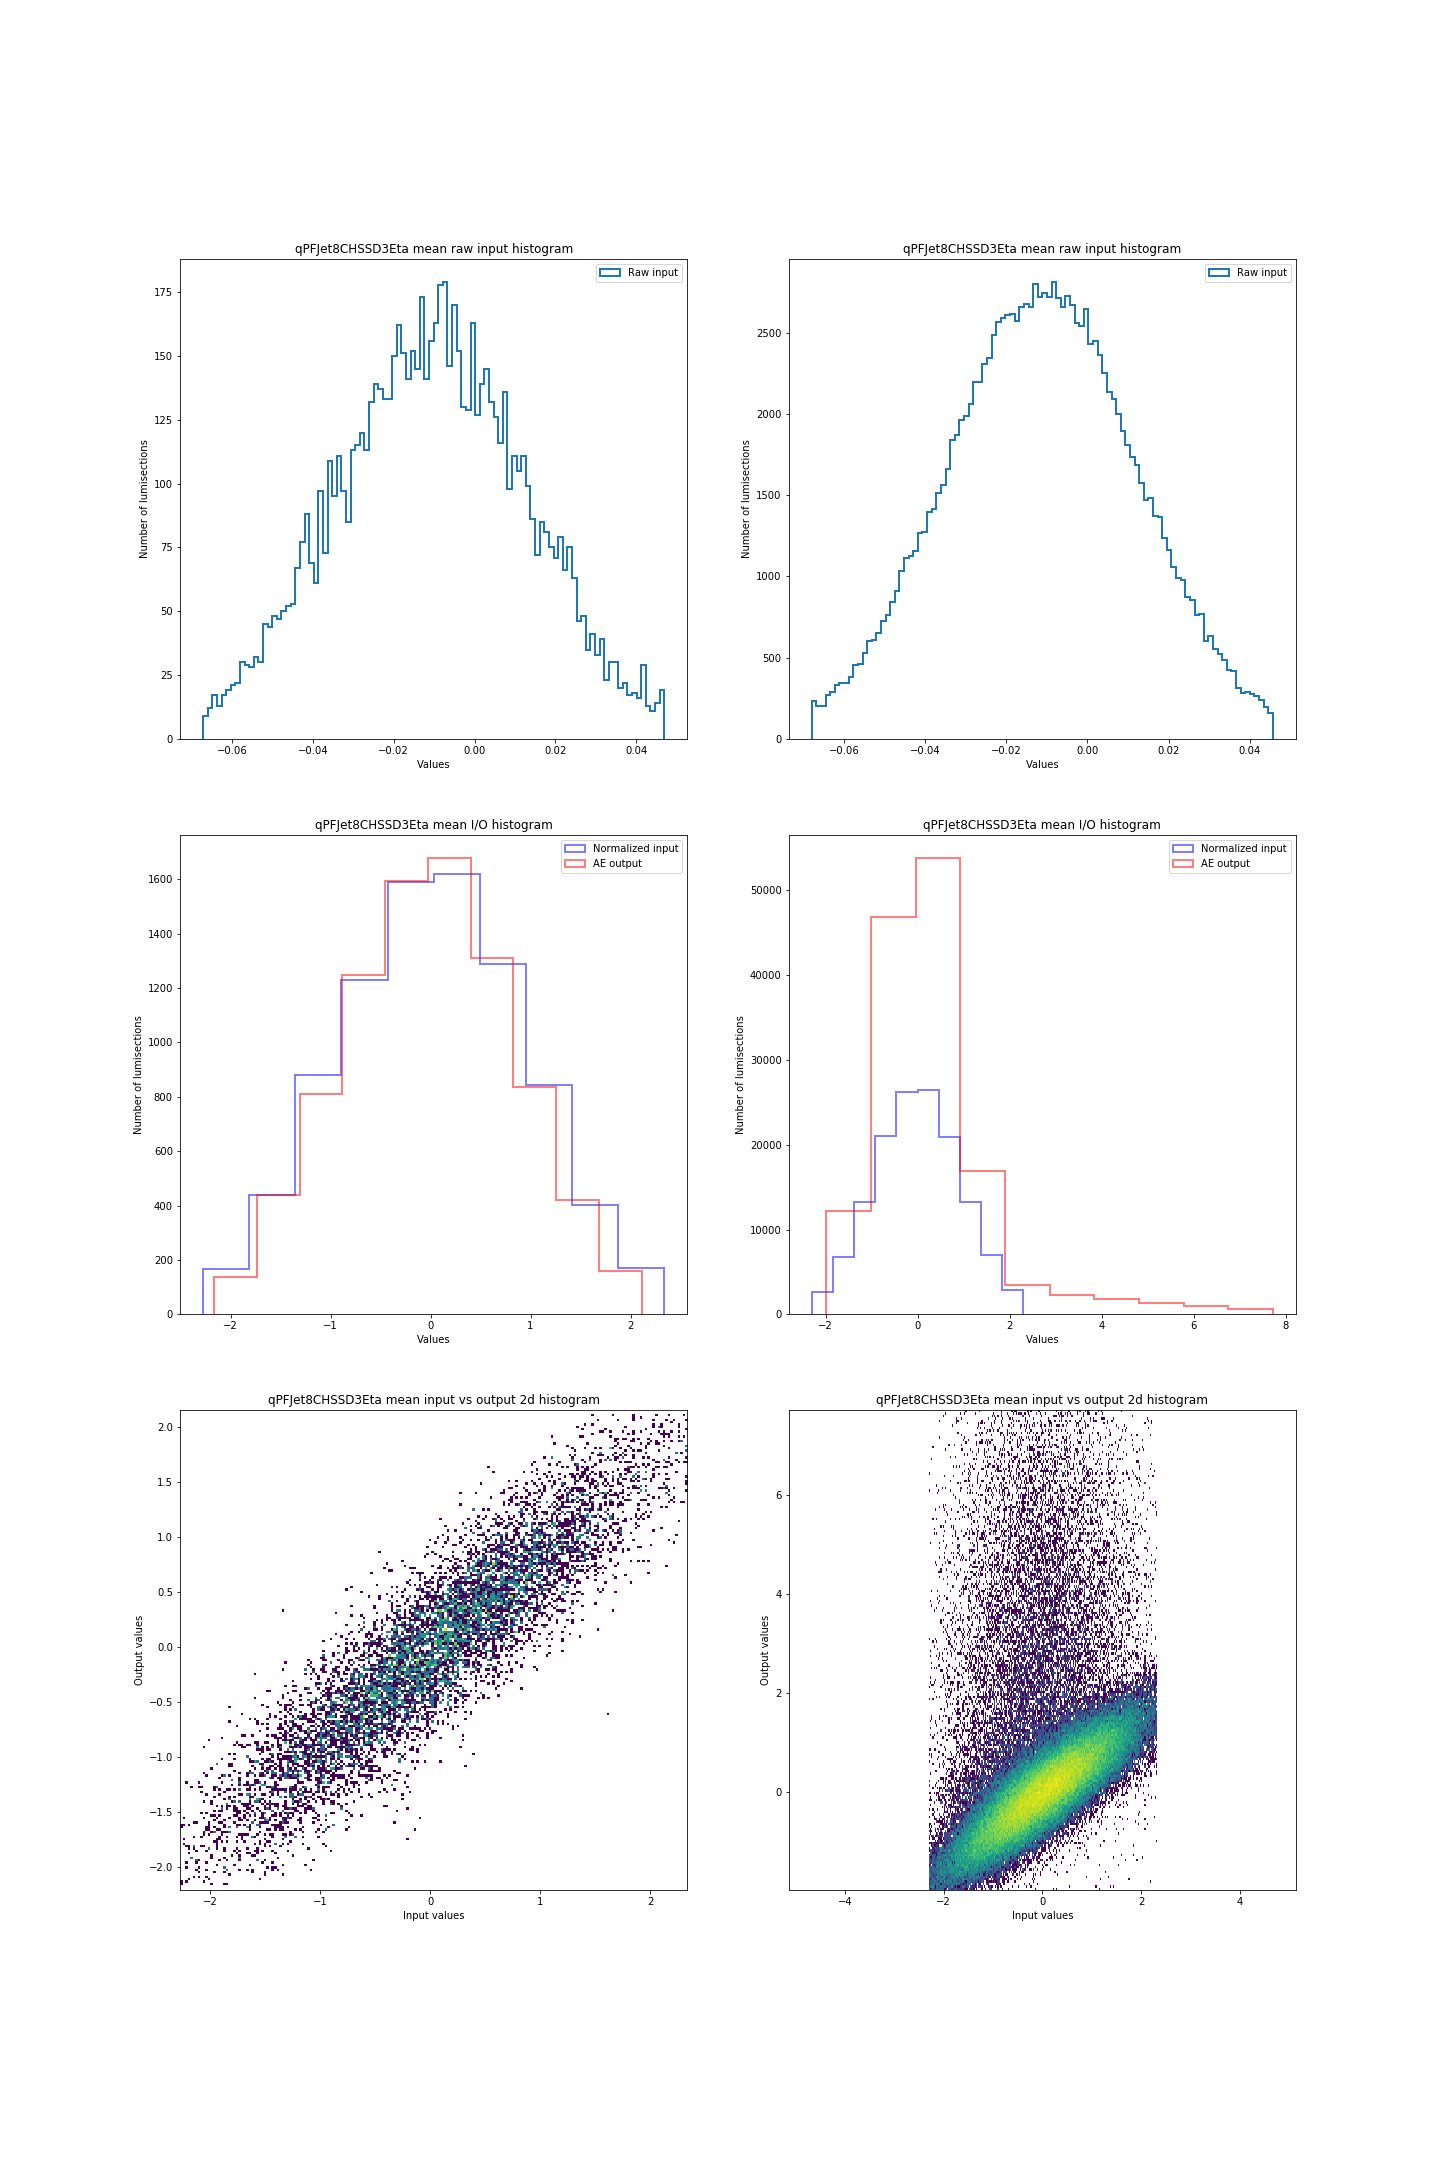 qPFJet8CHSSD3Eta mean raw input histogram
Raw input
Number of lumisections
175
150
125
100
75
50
25
0
−0.06 −0.04 −0.02 0.00 0.02 0.04
Values
qPFJet8CHSSD3Eta mean raw input histogram
Raw input
Number of lumisections
2500
2000
1500
1000
500
0
−0.06 −0.04 −0.02 0.00 0.02 0.04
Values
qPFJet8CHSSD3Eta mean I/O histogram
Normalized input
AE output
Number of lumisections
1600
1400
1200
1000
800
600
400
200
0
−2 −1 0 1 2
Values
qPFJet8CHSSD3Eta mean I/O histogram
Normalized input
AE output
Number of lumisections
50000
40000
30000
20000
10000
0
−2 0 2 4 6 8
Values
qPFJet8CHSSD3Eta mean input vs output 2d histogram
Output values
2.0
1.5
1.0
0.5
0.0
−0.5
−1.0
−1.5
−2.0
−2 −1 0 1 2
Input values
qPFJet8CHSSD3Eta mean input vs output 2d histogram
Output values
6
4
2
0
−4 −2 0 2 4
Input values